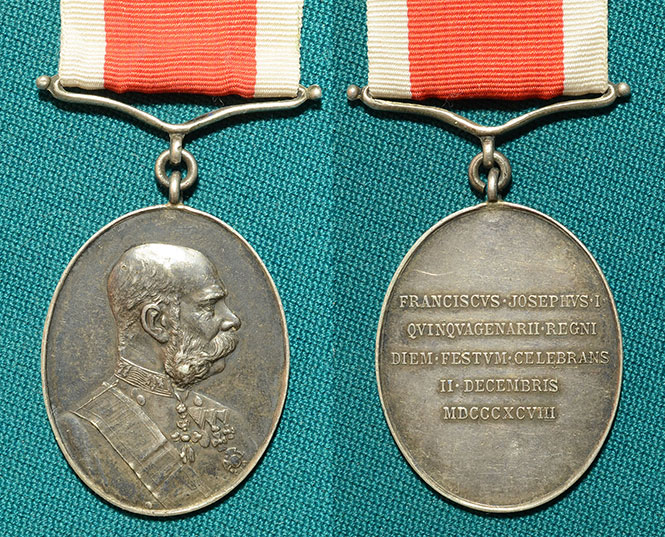 FRANCISCVS · JOSEPHVS · I ·
QVINQVAGENARII · REGNI
DIEM · FESTVM · CELEBRANS
II · DECEMBRIS
MDCCCXCVIII